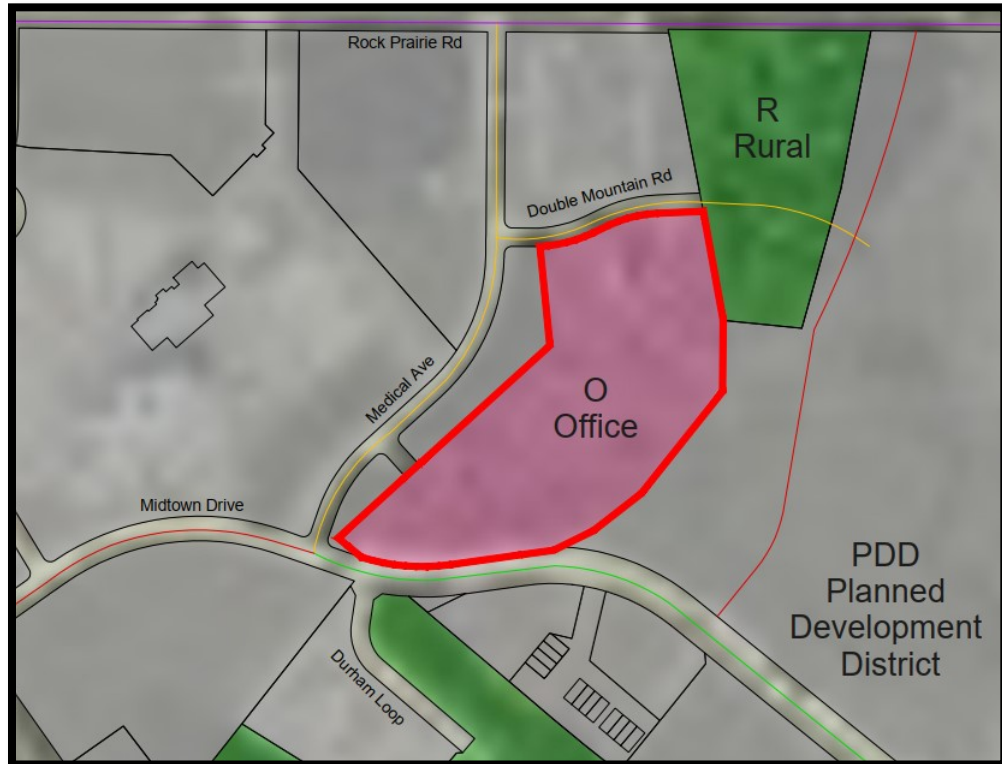 Rock Prairie Rd
R
Rural
Double Mountain Rd
O
Office
Medical Ave
Midtown Drive
PDD
Planned
Development
District
Durham Loop